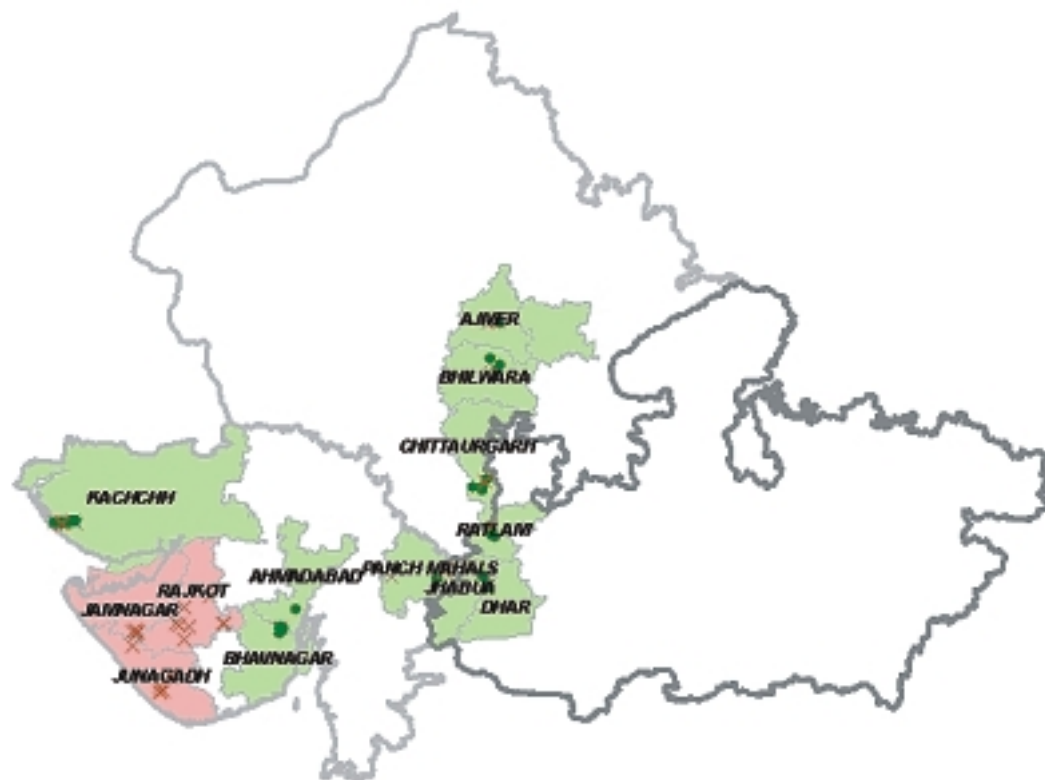 AJMER
BHILWARA
CHITTAURGARH
KACHCHH
RATLAM
PANCH MAHALS
AHMADABAD
JHABUA
RAJKOT
JAMNAGAR
DHAR
BHAVNAGAR
JUNAGADH